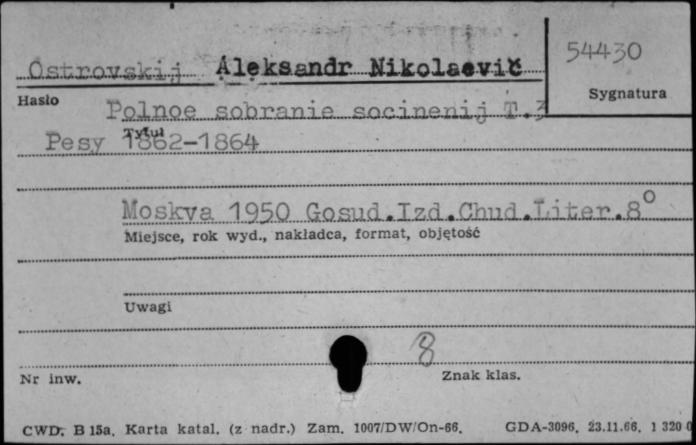 54430
Ostrovskij Aleksandr Nikolaevič
Hasło
Sygnatura
Polnoe sobranie socinenij T.3
Tytuł
Pesy 1862-1864
Moskva 1950 Gosud.Izd.Chud.Liter.8°
Miejsce, rok wyd., nakładca, format, objętość
Uwagi
8
Nr inw.
Znak klas.
CWD. B 15a. Karta katal. (z nadr.) Zam. 1007/DW/On-66. GDA-3096. 23.11.66. 1 320 0